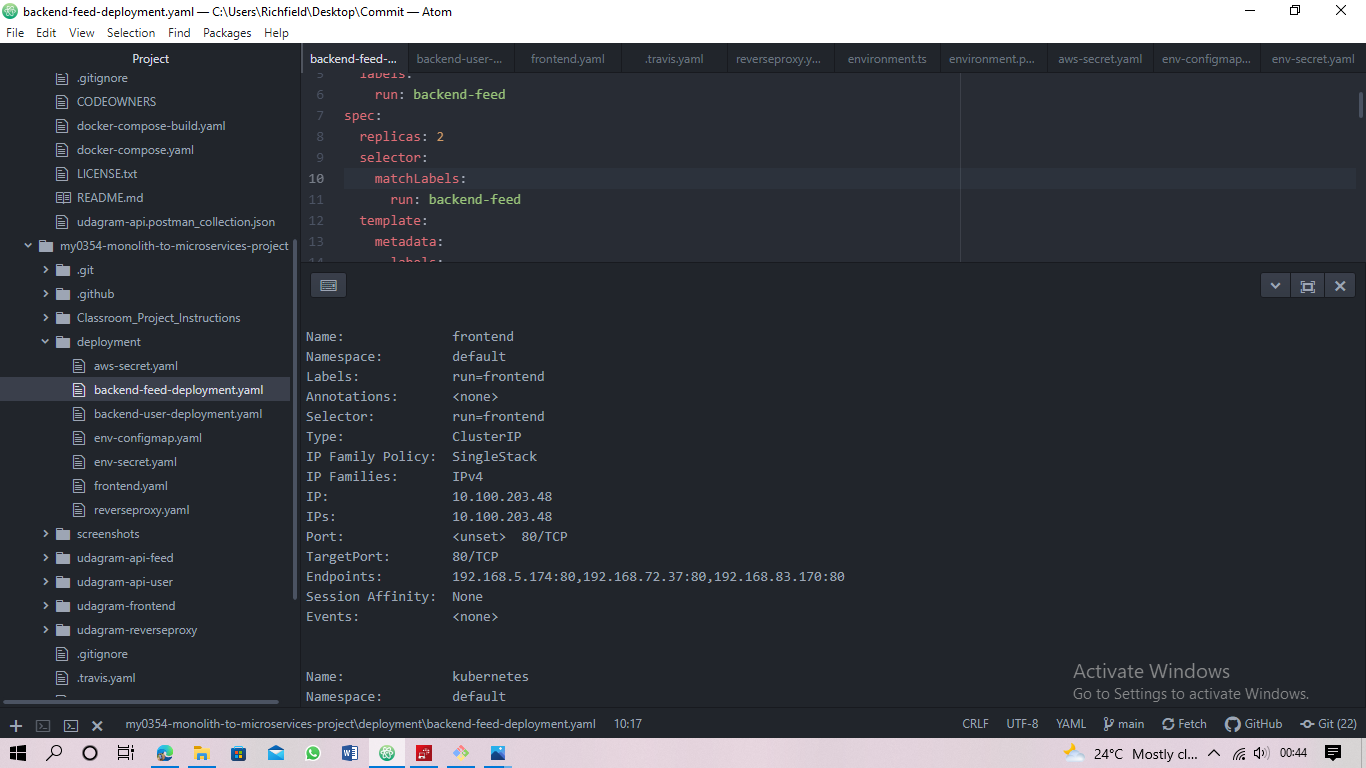 backend-feed-deployment.yaml — C:\Users\Richfield\Desktop\Commit — Atom
File Edit View Selection Find Packages Help
Project
.gitignore
CODEOWNERS
docker-compose-build.yaml
docker-compose.yaml
LICENSE.txt
README.md
udagram-api.postman_collection.json
my0354-monolith-to-microservices-project
.git
.github
Classroom_Project_Instructions
deployment
aws-secret.yaml
backend-feed-deployment.yaml
backend-user-deployment.yaml
env-configmap.yaml
env-secret.yaml
frontend.yaml
reverseproxy.yaml
screenshots
udagram-api-feed
udagram-api-user
udagram-frontend
udagram-reverseproxy
.gitignore
.travis.yaml
backend-feed-... backend-user-... frontend.yaml .travis.yaml reverseproxy.y... environment.ts environment.p... aws-secret.yaml env-configmap... env-secret.yaml
5 labels:
6 run: backend-feed
7 spec:
8 replicas: 2
9 selector:
10 matchLabels:
11 run: backend-feed
12 template:
13 metadata:
14 labels:
Name: frontend
Namespace: default
Labels: run=frontend
Annotations: <none>
Selector: run=frontend
Type: ClusterIP
IP Family Policy: SingleStack
IP Families: IPv4
IP: 10.100.203.48
IPs: 10.100.203.48
Port: <unset> 80/TCP
TargetPort: 80/TCP
Endpoints: 192.168.5.174:80,192.168.72.37:80,192.168.83.170:80
Session Affinity: None
Events: <none>
Name: kubernetes
Namespace: default
Activate Windows
Go to Settings to activate Windows.
my0354-monolith-to-microservices-project\deployment\backend-feed-deployment.yaml 10:17 CRLF UTF-8 YAML main Fetch GitHub Git (22)
24°C Mostly cl... 00:44